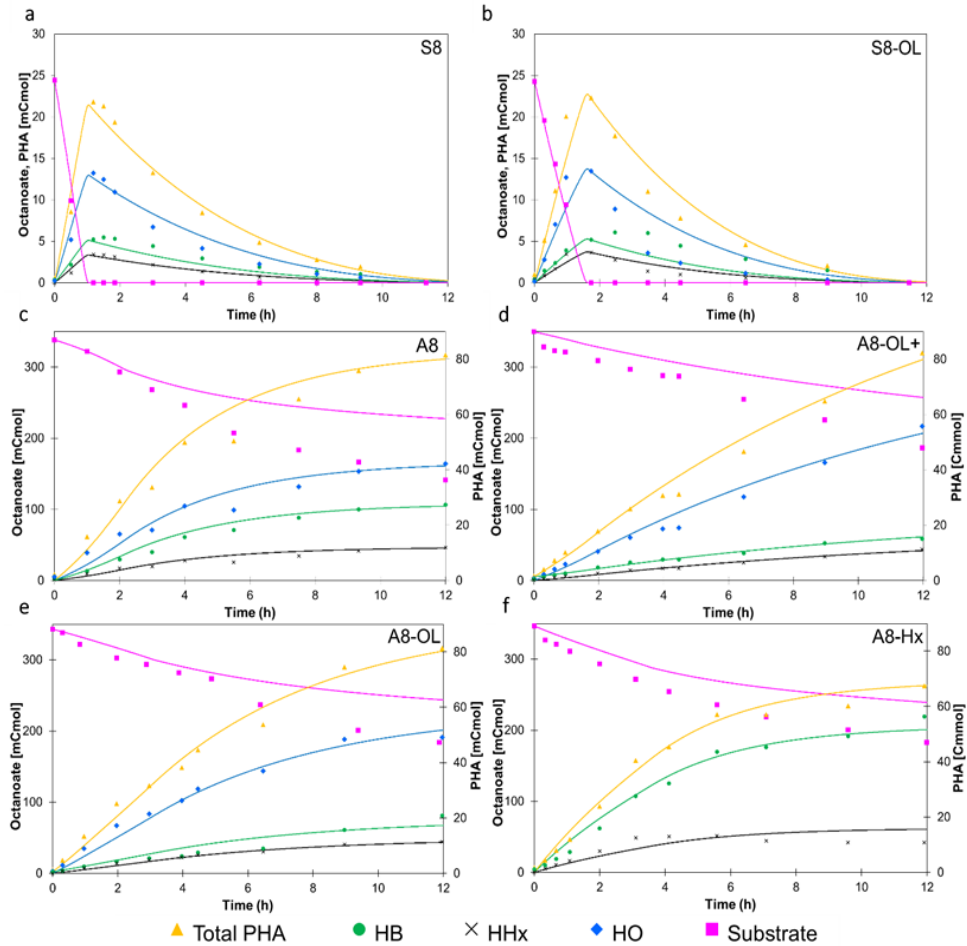 a
S8
Octanoate, PHA [mCmol]
30
25
20
15
10
5
0
0 2 4 6 8 10 12
Time (h)
b
S8-OL
Octanoate, PHA [mCmol]
30
25
20
15
10
5
0
0 2 4 6 8 10 12
Time (h)
c
A8
Octanoate [mCmol]
300
200
100
0
80
60
40
20
0
PHA [mCmol]
0 2 4 6 8 10 12
Time (h)
d
A8-OL+
Octanoate [mCmol]
300
200
100
0
80
60
40
20
0
PHA [Cmmol]
0 2 4 6 8 10 12
Time (h)
e
A8-OL
Octanoate [mCmol]
300
200
100
0
80
60
40
20
0
PHA [mCmol]
0 2 4 6 8 10 12
Time (h)
f
A8-Hx
Octanoate [mCmol]
300
200
100
0
80
60
40
20
0
PHA [Cmmol]
0 2 4 6 8 10 12
Time (h)
Total PHA HB HHx HO Substrate